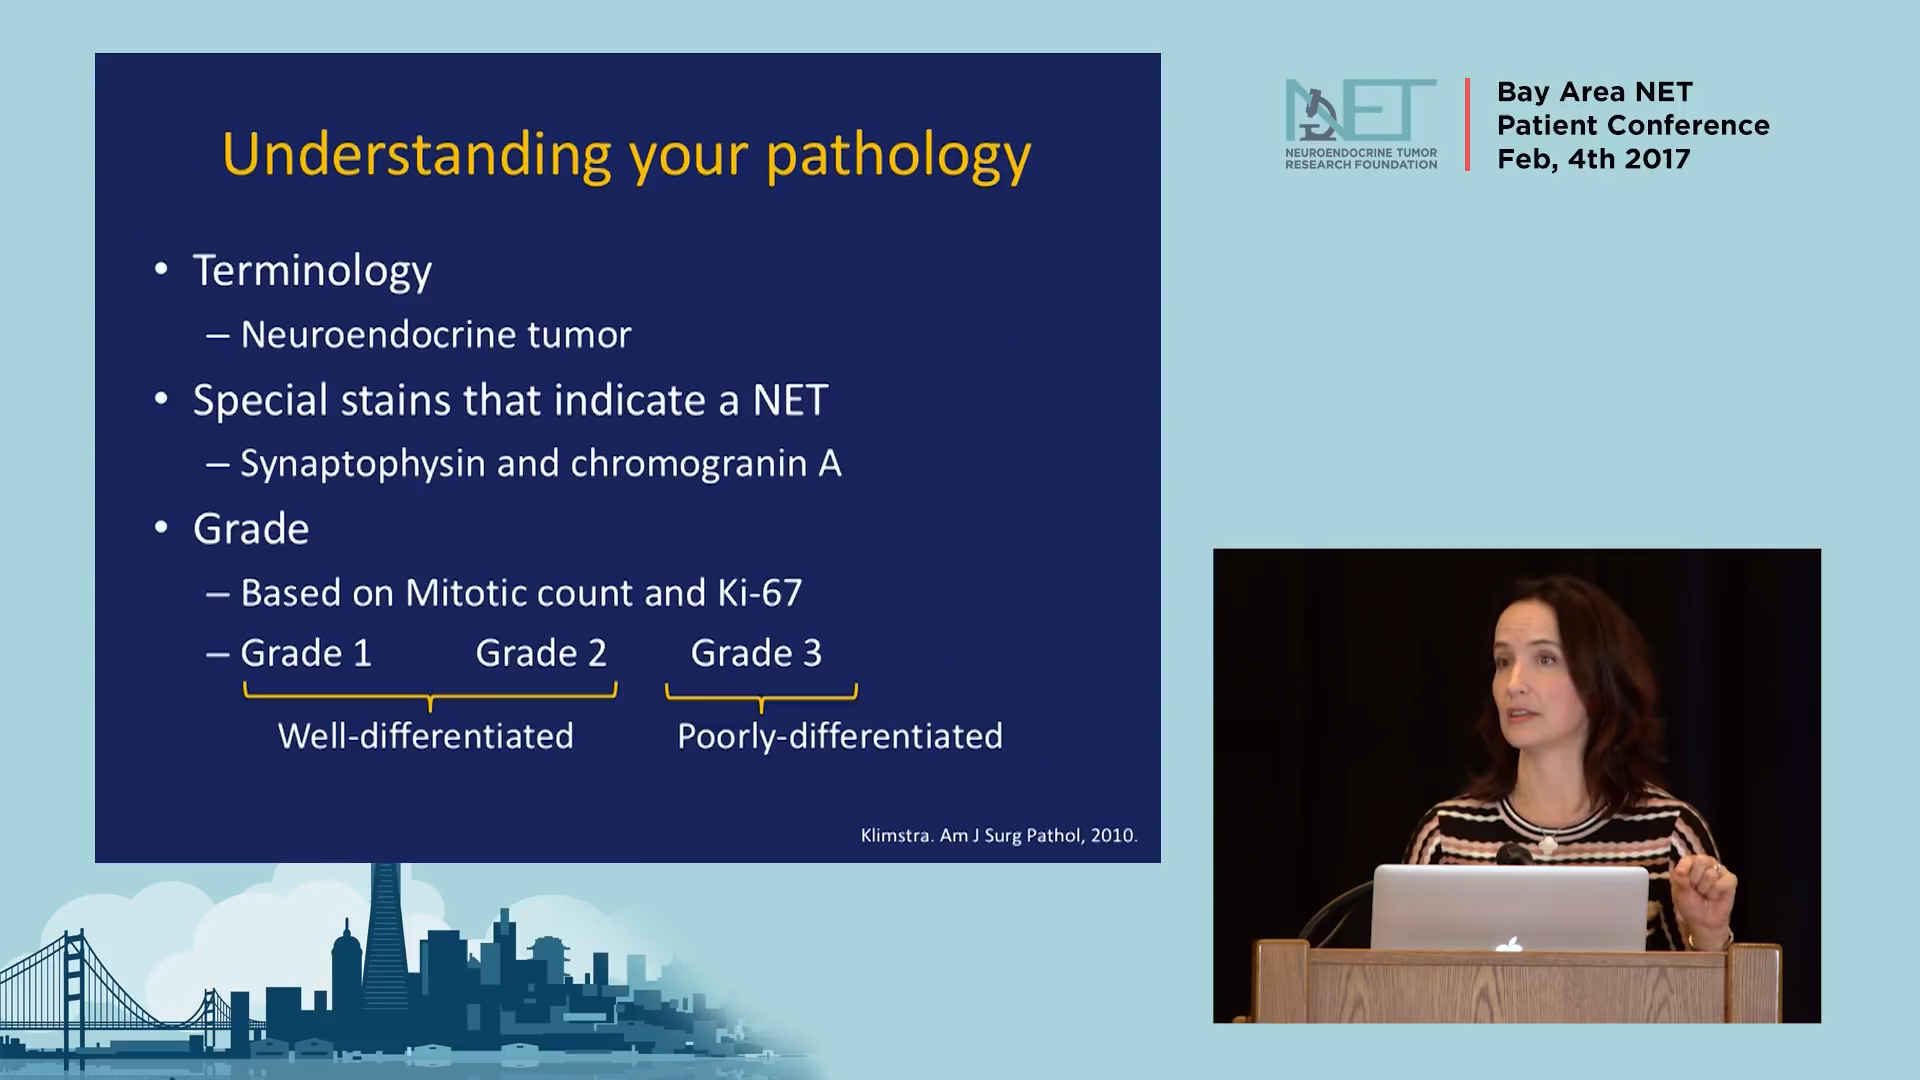 Understanding your pathology
• Terminology
– Neuroendocrine tumor
• Special stains that indicate a NET
– Synaptophysin and chromogranin A
• Grade
– Based on Mitotic count and Ki-67
– Grade 1 Grade 2 Grade 3
Well-differentiated Poorly-differentiated
Klimstra. Am J Surg Pathol, 2010.
NET
NEUROENDOCRINE TUMOR
RESEARCH FOUNDATION
Bay Area NET
Patient Conference
Feb, 4th 2017